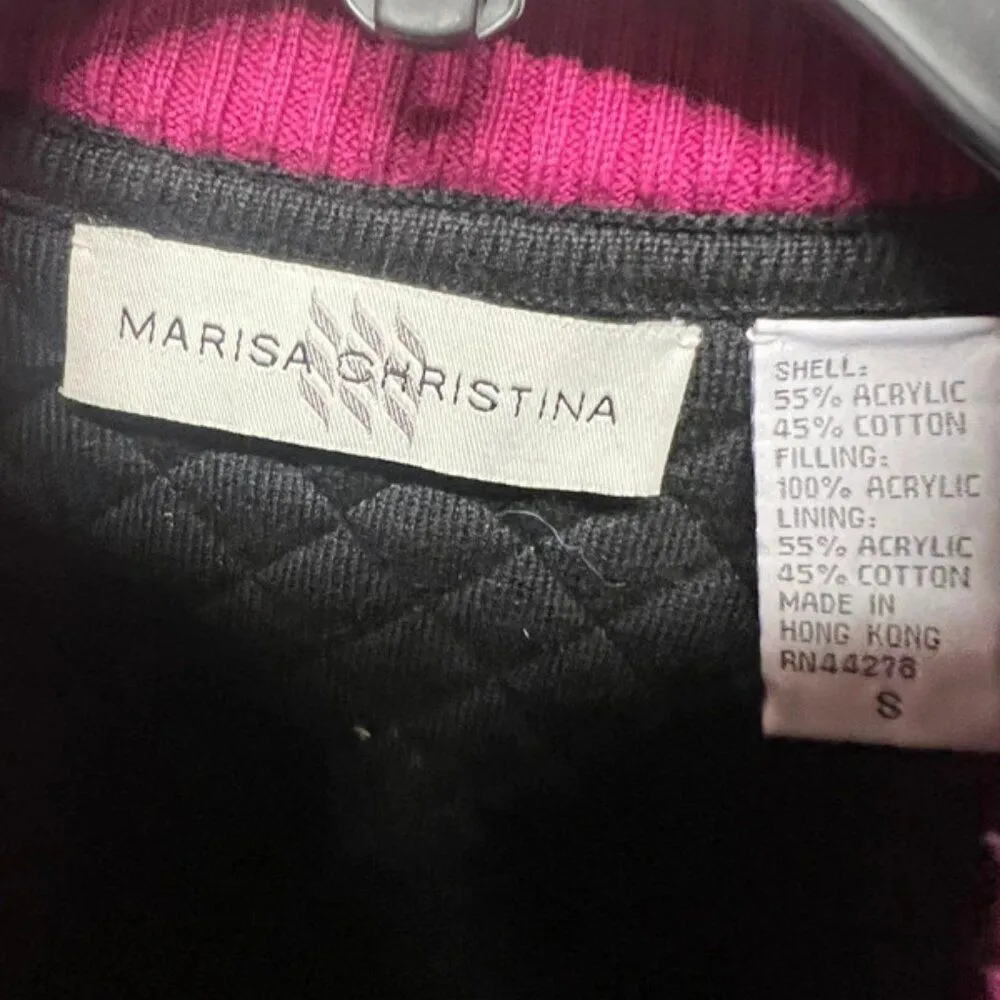 MARISA CHRISTINA
SHELL:
55% ACRYLIC
45% COTTON
FILLING:
100% ACRYLIC
LINING:
55% ACRYLIC
45% COTTON
MADE IN
HONG KONG
RN44276
S